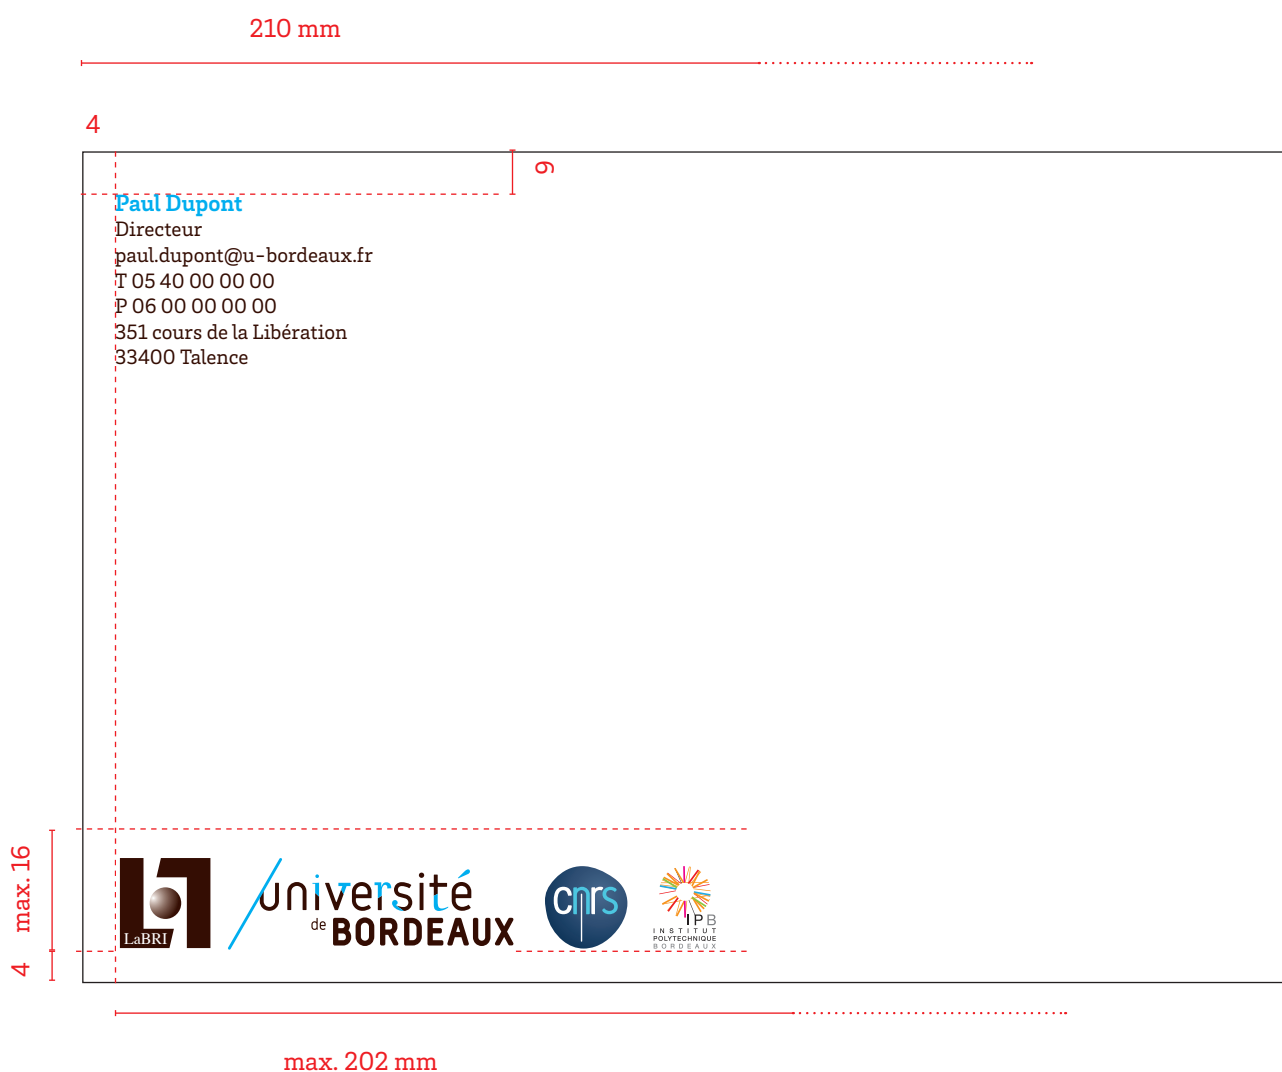 210 mm
4
6
Paul Dupont
Directeur
paul.dupont@u-bordeaux.fr
T 05 40 00 00 00
P 06 00 00 00 00
351 cours de la Libération
33400 Talence
max. 16
4
LaBRI
université
de BORDEAUX
cnrs
IPB
INSTITUT
POLYTECHNIQUE
BORDEAUX
max. 202 mm